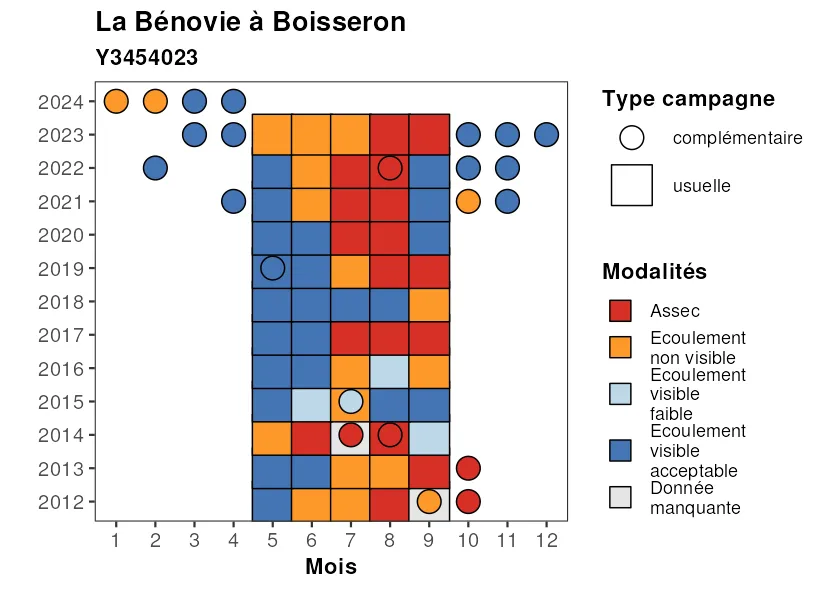 La Bénovie à Boisseron
Y3454023
2024
2023
2022
2021
2020
2019
2018
2017
2016
2015
2014
2013
2012
1 2 3 4 5 6 7 8 9 10 11 12
Mois
Type campagne
complémentaire
usuelle
Modalités
Assec
Ecoulement
non visible
Ecoulement
visible
faible
Ecoulement
visible
acceptable
Donnée
manquante